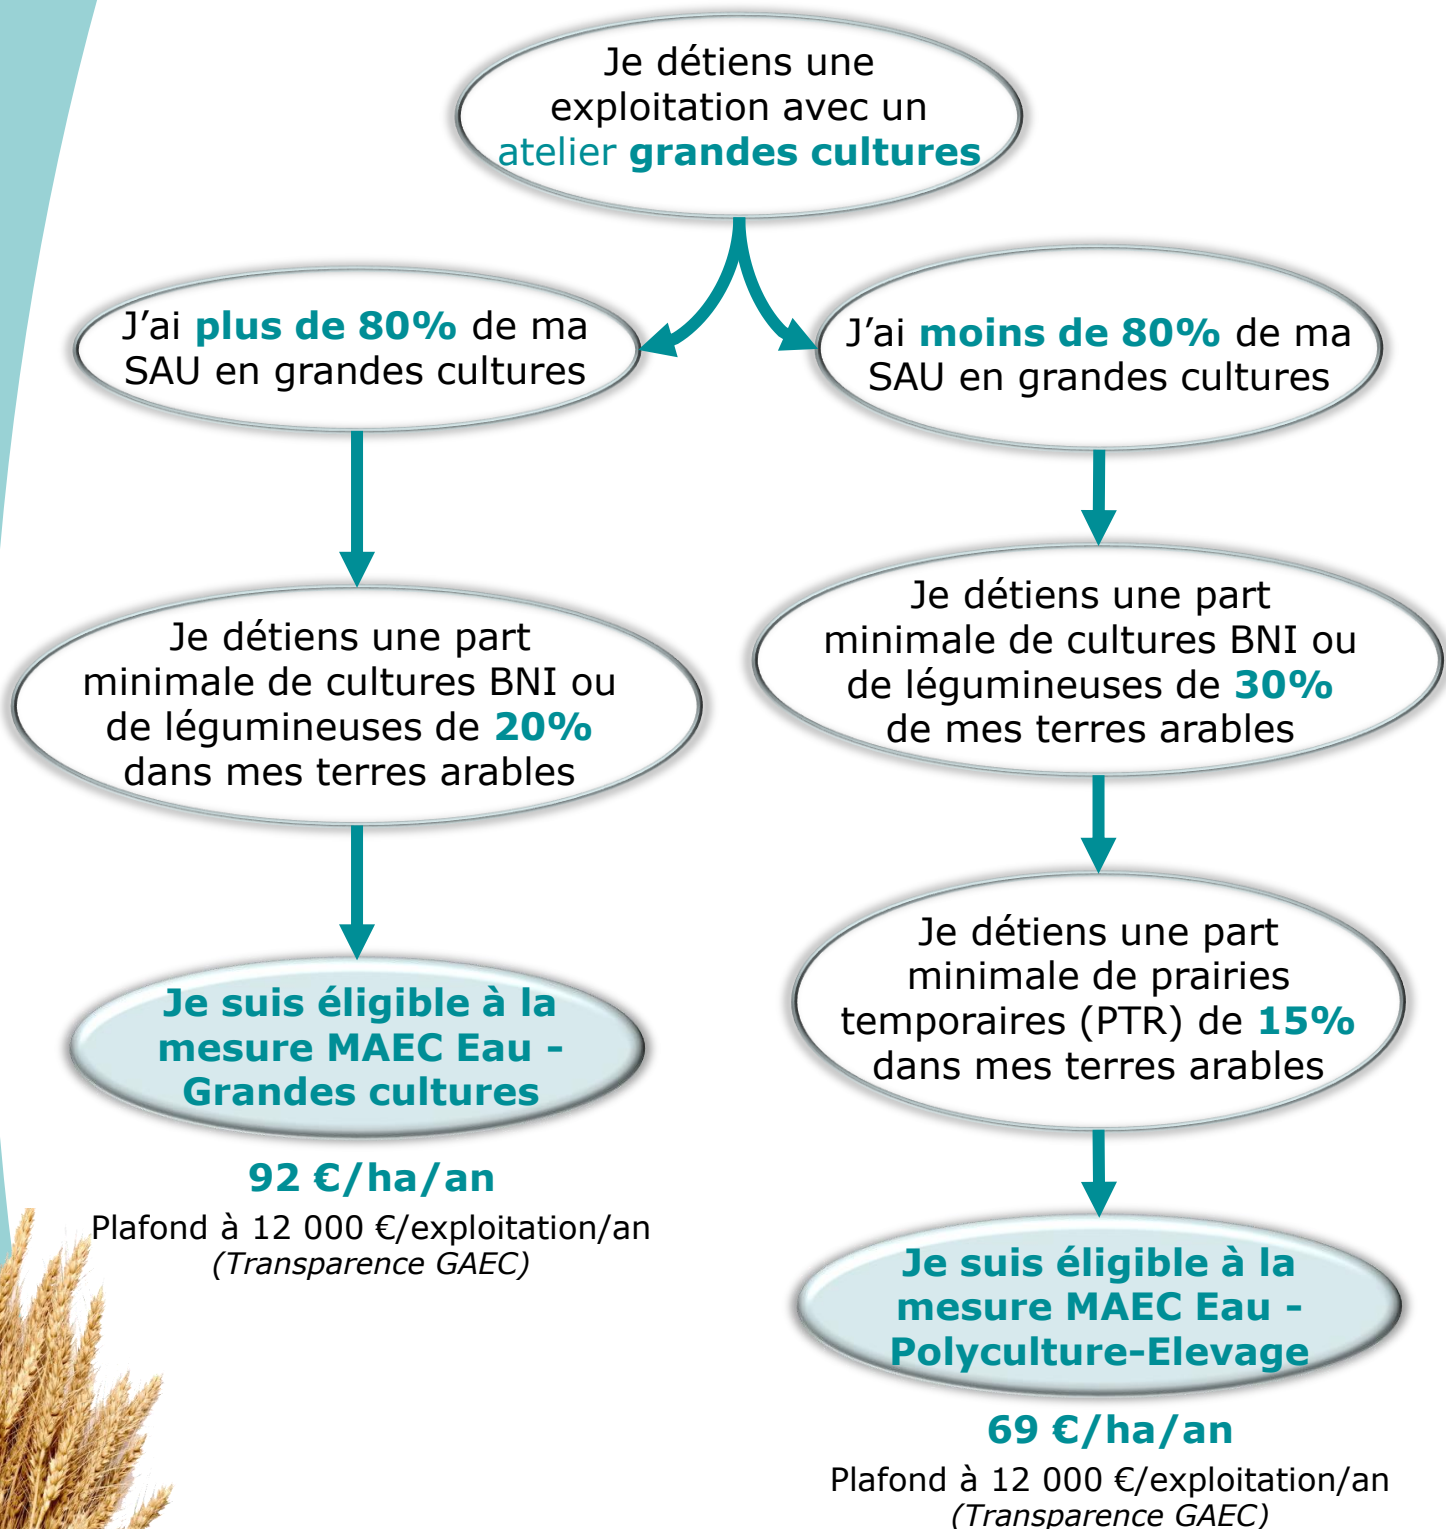 Je détiens une
exploitation avec un
atelier grandes cultures
J’ai plus de 80% de ma
SAU en grandes cultures
J’ai moins de 80% de ma
SAU en grandes cultures
Je détiens une part
minimale de cultures BNI ou
de légumineuses de 20%
dans mes terres arables
Je détiens une part
minimale de cultures BNI ou
de légumineuses de 30%
de mes terres arables
Je suis éligible à la
mesure MAEC Eau -
Grandes cultures
92 €/ha/an
Plafond à 12 000 €/exploitation/an
(Transparence GAEC)
Je détiens une part
minimale de prairies
temporaires (PTR) de 15%
dans mes terres arables
Je suis éligible à la
mesure MAEC Eau -
Polyculture-Elevage
69 €/ha/an
Plafond à 12 000 €/exploitation/an
(Transparence GAEC)